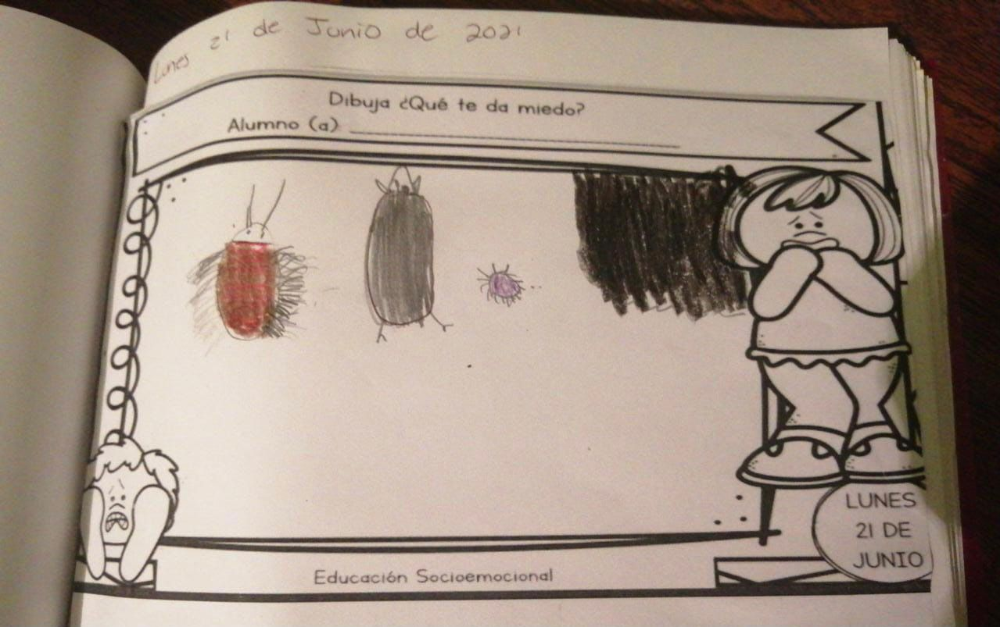 Lunes 21 de Junio de 2021
Dibuja ¿Qué te da miedo?
Alumno (a)
Educación Socioemocional
LUNES
21 DE
JUNIO